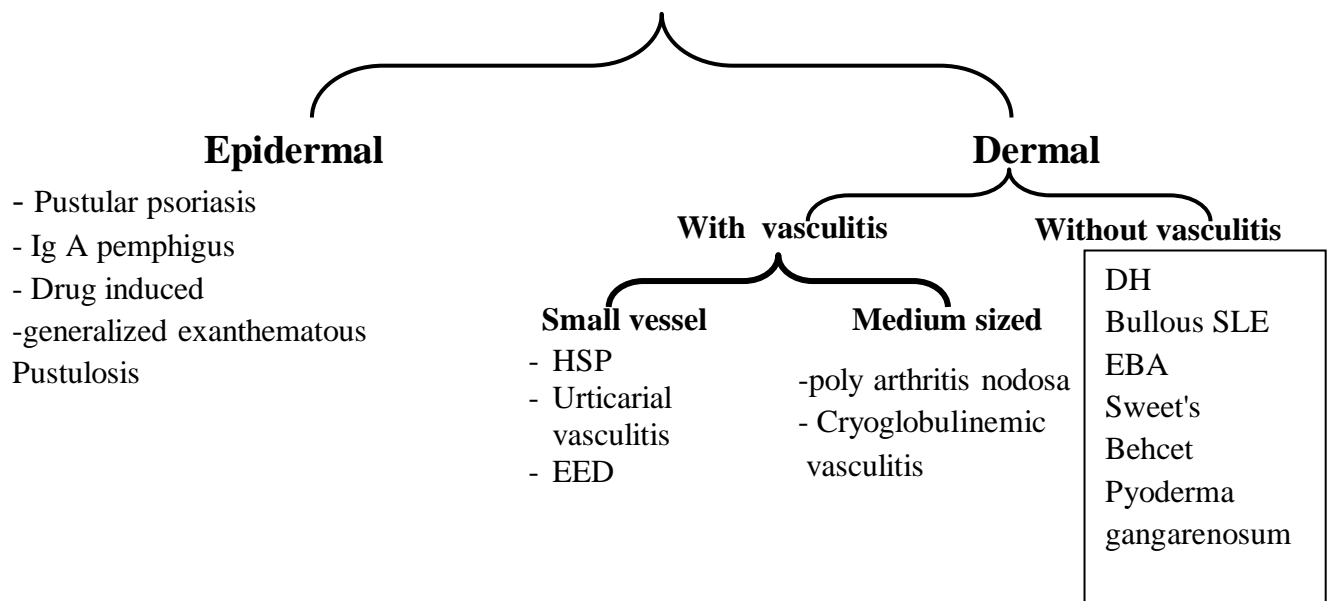 Epidermal
- Pustular psoriasis
- Ig A pemphigus
- Drug induced
-generalized exanthematous
Pustulosis
Dermal
With vasculitis
Small vessel
- HSP
- Urticarial
vasculitis
- EED
Medium sized
-poly arthritis nodosa
- Cryoglobulinemic
vasculitis
Without vasculitis
DH
Bullous SLE
EBA
Sweet's
Behcet
Pyoderma
gangarenosum